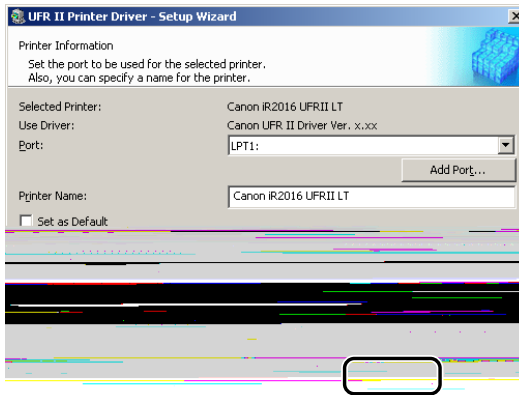 UFR II Printer Driver - Setup Wizard
Printer Information
Set the port to be used for the selected printer.
Also, you can specify a name for the printer.
Selected Printer: Canon iR2016 UFRII LT
Use Driver: Canon UFR II Driver Ver. x.xx
Port: LPT1:
Add Port...
Printer Name: Canon iR2016 UFRII LT
Set as Default